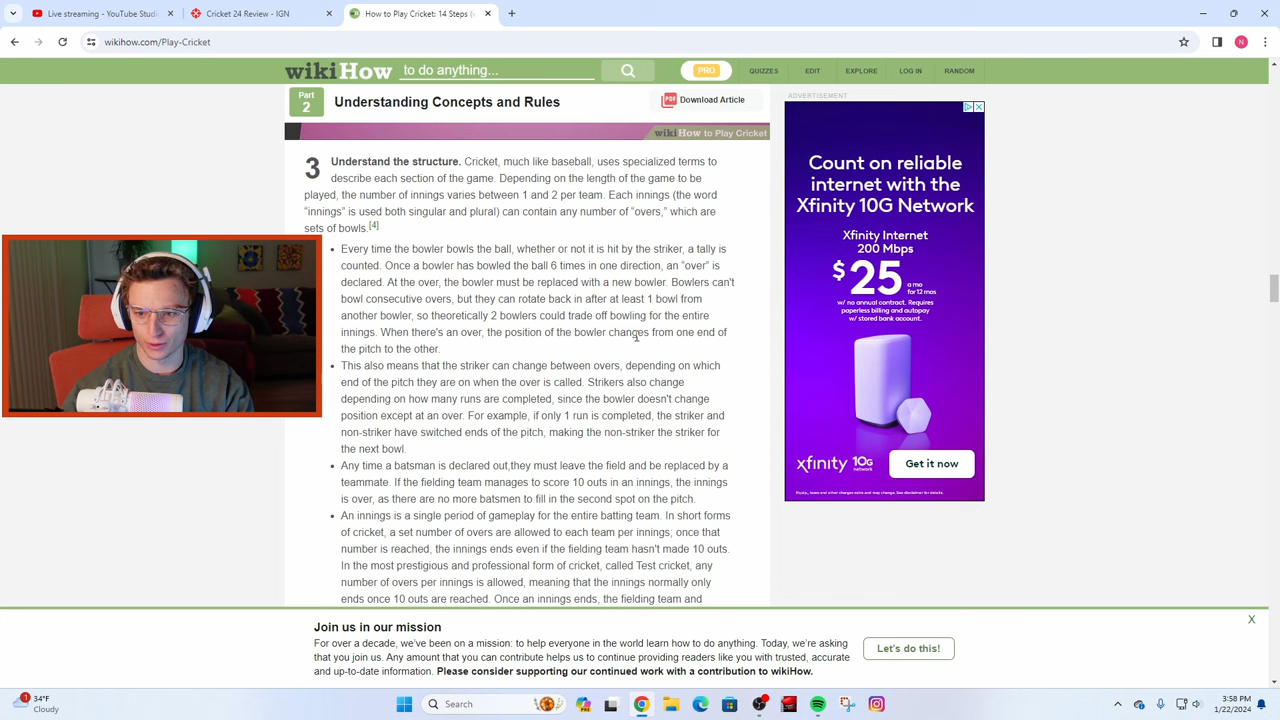 Live streaming - YouTube Studi
Cricket 24 Review - IGN
How to Play Cricket: 14 Steps (
wikihow.com/Play-Cricket
N
wikiHow to do anything...
PRO
QUIZZES EDIT EXPLORE LOG IN RANDOM
Part
2
Understanding Concepts and Rules
PDF Download Article
wikiHow to Play Cricket
3 Understand the structure. Cricket, much like baseball, uses specialized terms to
describe each section of the game. Depending on the length of the game to be
played, the number of innings varies between 1 and 2 per team. Each innings (the word
“innings” is used both singular and plural) can contain any number of “overs,” which are
sets of bowls.[4]
Every time the bowler bowls the ball, whether or not it is hit by the striker, a tally is
counted. Once a bowler has bowled the ball 6 times in one direction, an “over” is
declared. At the over, the bowler must be replaced with a new bowler. Bowlers can't
bowl consecutive overs, but they can rotate back in after at least 1 bowl from
another bowler, so theoretically 2 bowlers could trade off bowling for the entire
innings. When there's an over, the position of the bowler changes from one end of
the pitch to the other.
This also means that the striker can change between overs, depending on which
end of the pitch they are on when the over is called. Strikers also change
depending on how many runs are completed, since the bowler doesn't change
position except at an over. For example, if only 1 run is completed, the striker and
non-striker have switched ends of the pitch, making the non-striker the striker for
the next bowl.
Any time a batsman is declared out,they must leave the field and be replaced by a
teammate. If the fielding team manages to score 10 outs in an innings, the innings
is over, as there are no more batsmen to fill in the second spot on the pitch.
An innings is a single period of gameplay for the entire batting team. In short forms
of cricket, a set number of overs are allowed to each team per innings; once that
number is reached, the innings ends even if the fielding team hasn't made 10 outs.
In the most prestigious and professional form of cricket, called Test cricket, any
number of overs per innings is allowed, meaning that the innings normally only
ends once 10 outs are reached. Once an innings ends, the fielding team and
ADVERTISEMENT
Count on reliable
internet with the
Xfinity 10G Network
Xfinity Internet
200 Mbps
$25 a mo
for 12 mos
w/ no annual contract. Requires
paperless billing and autopay
w/ stored bank account.
xfinity 10G network
Get it now
Join us in our mission
X
For over a decade, we've been on a mission: to help everyone in the world learn how to do anything. Today, we're asking
that you join us. Any amount that you can contribute helps us to continue providing readers like you with trusted, accurate
and up-to-date information. Please consider supporting our continued work with a contribution to wikiHow.
Let's do this!
1
34°F
Cloudy
Search
3:58 PM
1/22/2024